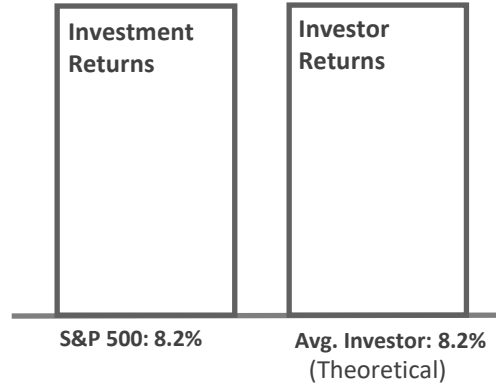 Investment
Returns
Investor
Returns
S&P 500: 8.2%
Avg. Investor: 8.2%
(Theoretical)